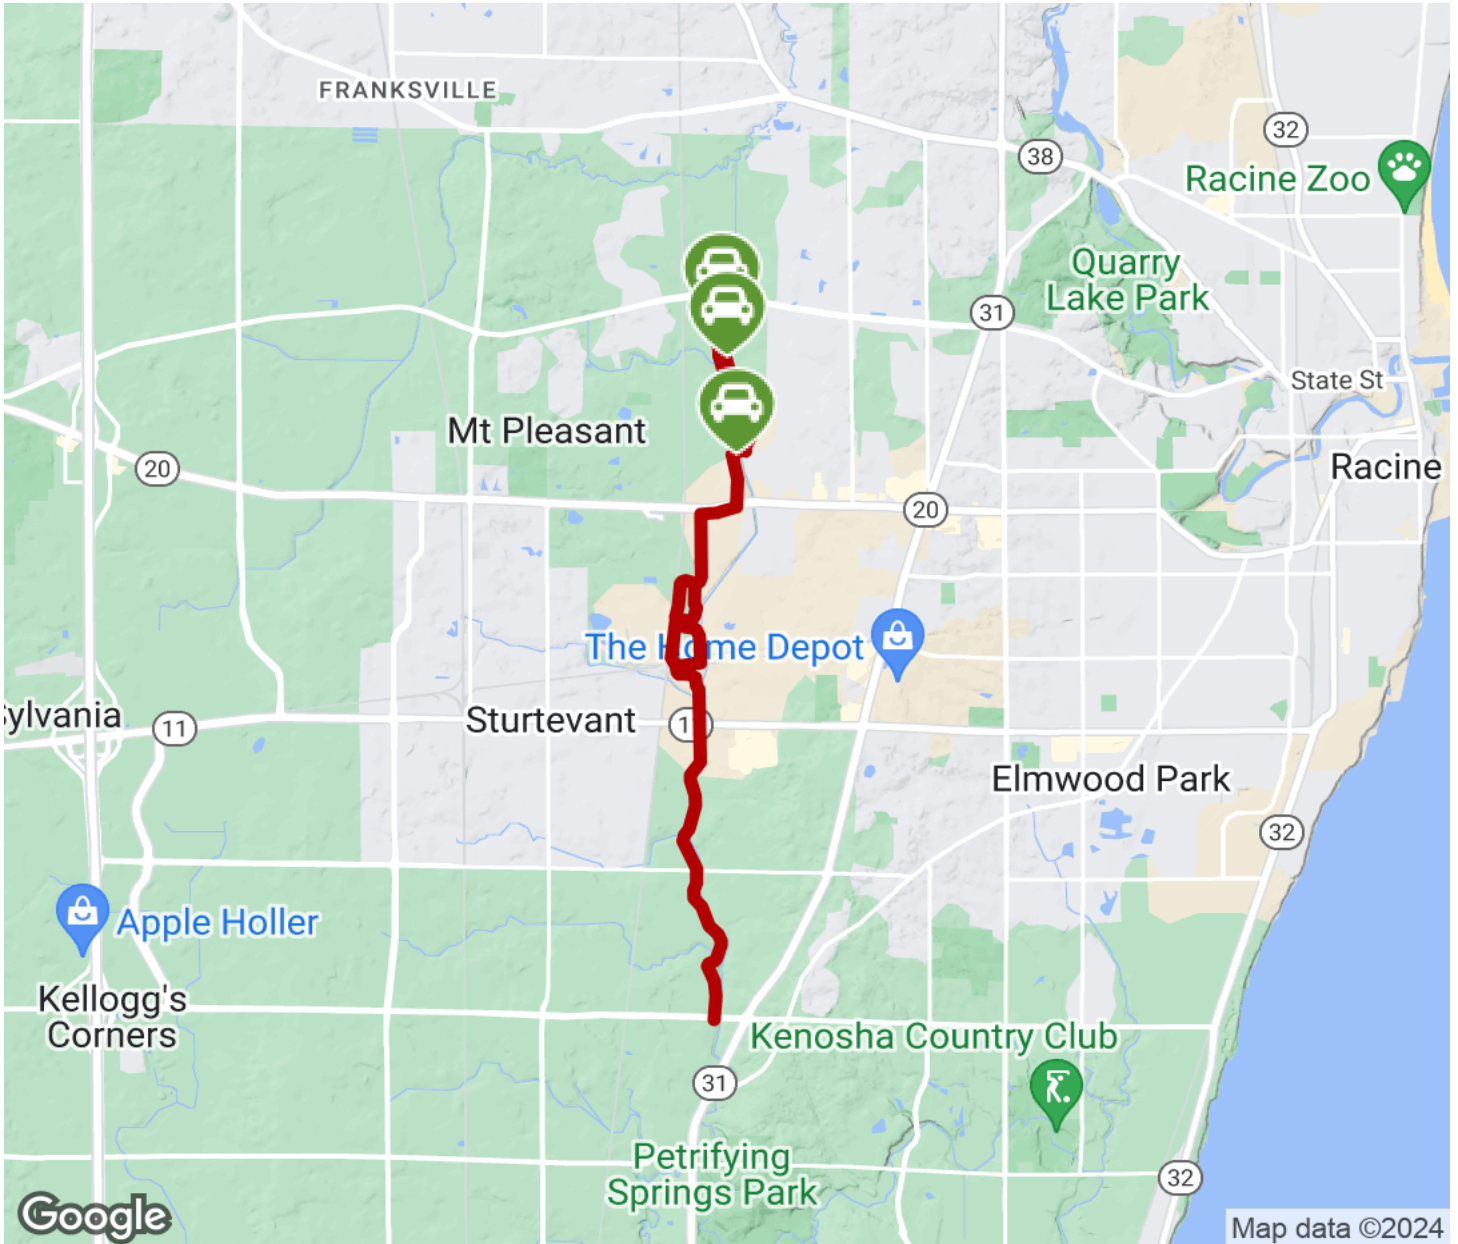 FRANKSVILLE
32
38
Racine Zoo
Quarry
Lake Park
31
State St
Mt Pleasant
20
Racine
20
The Home Depot
Sylvania
11
Sturtevant
1
Elmwood Park
32
Apple Holler
Kellogg's
Corners
Kenosha Country Club
31
Petrifying
Springs Park
32
Google
Map data ©2024